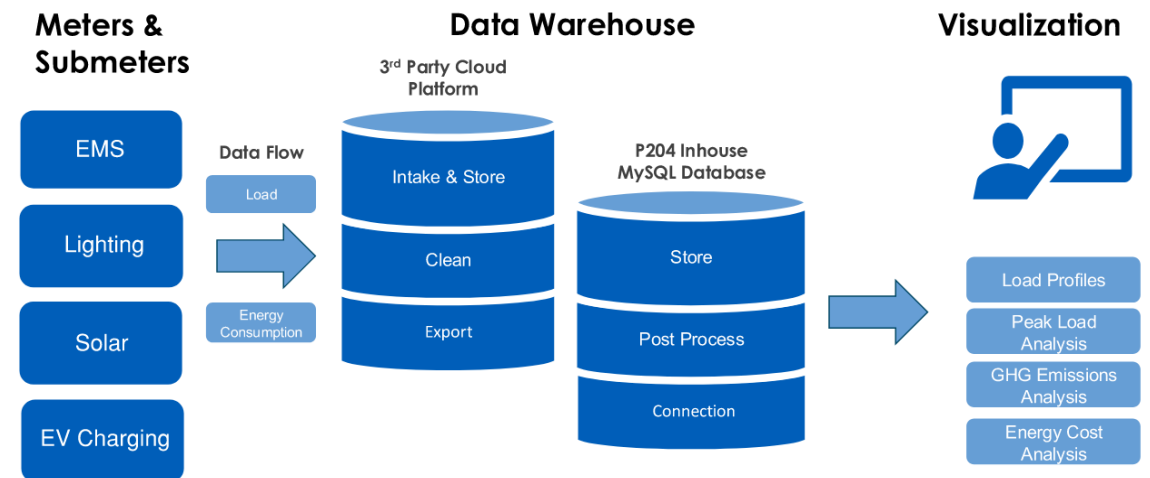 Meters &
Submeters
EMS
Lighting
Solar
EV Charging
Data Flow
Load
Energy
Consumption
Data Warehouse
3rd Party Cloud
Platform
Intake & Store
Clean
Export
P204 Inhouse
MySQL Database
Store
Post Process
Connection
Visualization
Load Profiles
Peak Load
Analysis
GHG Emissions
Analysis
Energy Cost
Analysis